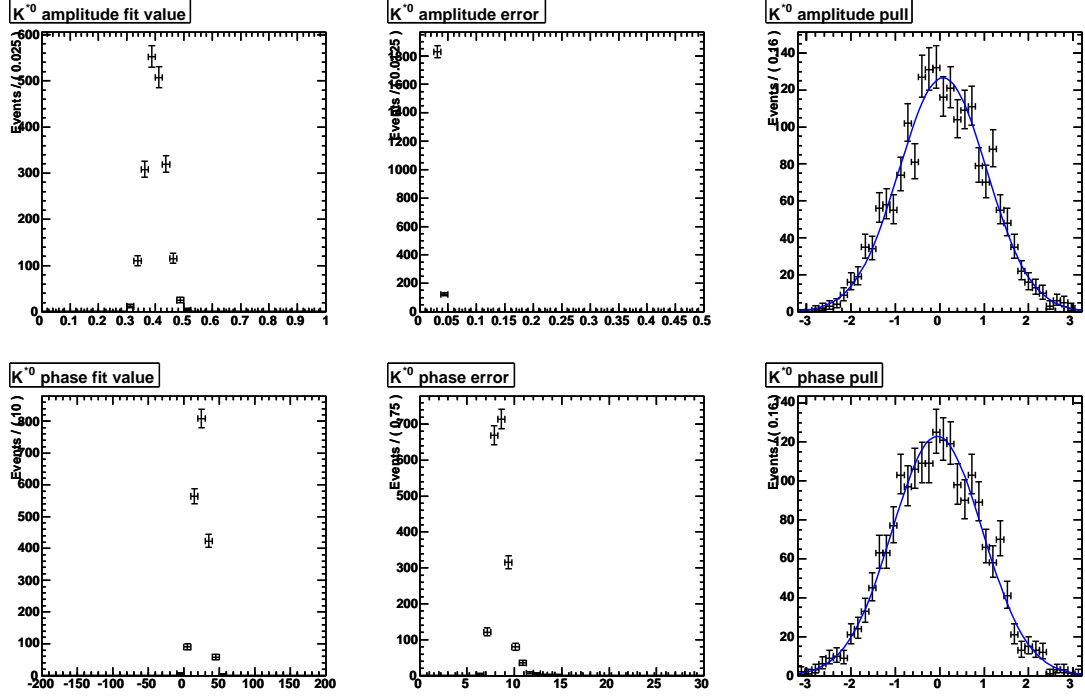 K*0 amplitude fit value
Events / ( 0.025 )
600
500
400
300
200
100
0
0 0.1 0.2 0.3 0.4 0.5 0.6 0.7 0.8 0.9 1
K*0 amplitude error
Events / ( 0.0125 )
1800
1600
1400
1200
1000
800
600
400
200
0
0 0.05 0.1 0.15 0.2 0.25 0.3 0.35 0.4 0.45 0.5
K*0 amplitude pull
Events / ( 0.16 )
140
120
100
80
60
40
20
0
-3 -2 -1 0 1 2 3
K*0 phase fit value
Events / ( 10 )
800
700
600
500
400
300
200
100
0
-200 -150 -100 -50 0 50 100 150 200
K*0 phase error
Events / ( 0.75 )
700
600
500
400
300
200
100
0
0 5 10 15 20 25 30
K*0 phase pull
Events / ( 0.16 )
140
120
100
80
60
40
20
0
-3 -2 -1 0 1 2 3